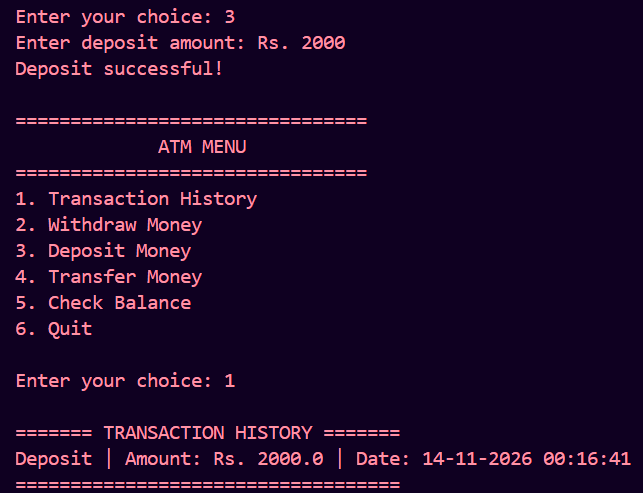 Enter your choice: 3
Enter deposit amount: Rs. 2000
Deposit successful!
================================
ATM MENU
================================
1. Transaction History
2. Withdraw Money
3. Deposit Money
4. Transfer Money
5. Check Balance
6. Quit
Enter your choice: 1
======= TRANSACTION HISTORY =======
Deposit | Amount: Rs. 2000.0 | Date: 14-11-2026 00:16:41
===================================